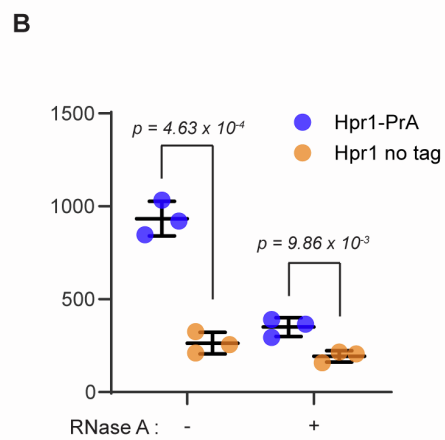 B
1500
p = 4.63 x 10⁻⁴
Hpr1-PrA
Hpr1 no tag
1000
p = 9.86 x 10⁻³
500
0
RNase A : - +